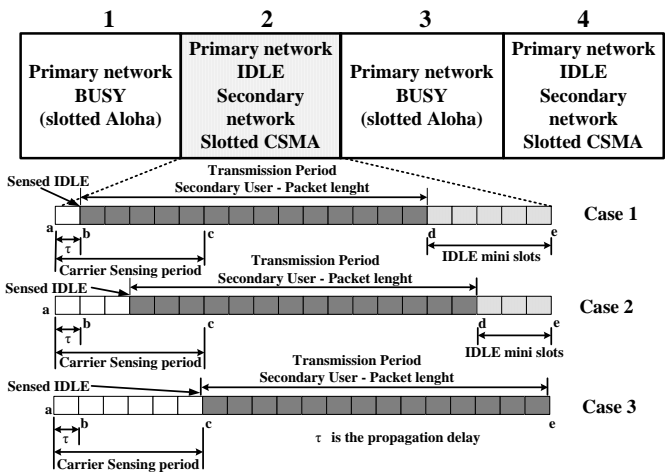 1 2 3 4
Primary network
BUSY
(slotted Aloha)
Primary network
IDLE
Secondary
network
Slotted CSMA
Primary network
BUSY
(slotted Aloha)
Primary network
IDLE
Secondary
network
Slotted CSMA
Transmission Period
Sensed IDLE
Secondary User - Packet lenght
a
Case 1
b c d e
τ
IDLE mini slots
Carrier Sensing period
Transmission Period
Secondary User - Packet lenght
Sensed IDLE
a
Case 2
b c d e
τ
IDLE mini slots
Carrier Sensing period
Transmission Period
Secondary User - Packet lenght
Sensed IDLE
a
Case 3
b c e
τ
τ is the propagation delay
Carrier Sensing period